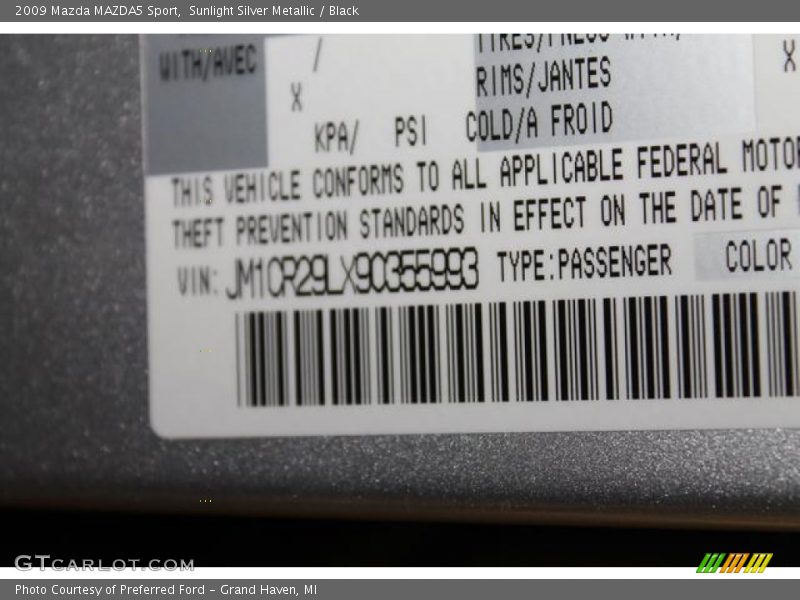 2009 Mazda MAZDA5 Sport,  Sunlight Silver Metallic / Black
WITH/AVEC /
X
RIMS/JANTES
X
KPA/ PSI COLD/A FROID
THIS VEHICLE CONFORMS TO ALL APPLICABLE FEDERAL MOTOR
THEFT PREVENTION STANDARDS IN EFFECT ON THE DATE OF
VIN: JM1CR29LX90355993 TYPE:PASSENGER COLOR
GTCARLOT.COM
Photo Courtesy of Preferred Ford – Grand Haven, MI